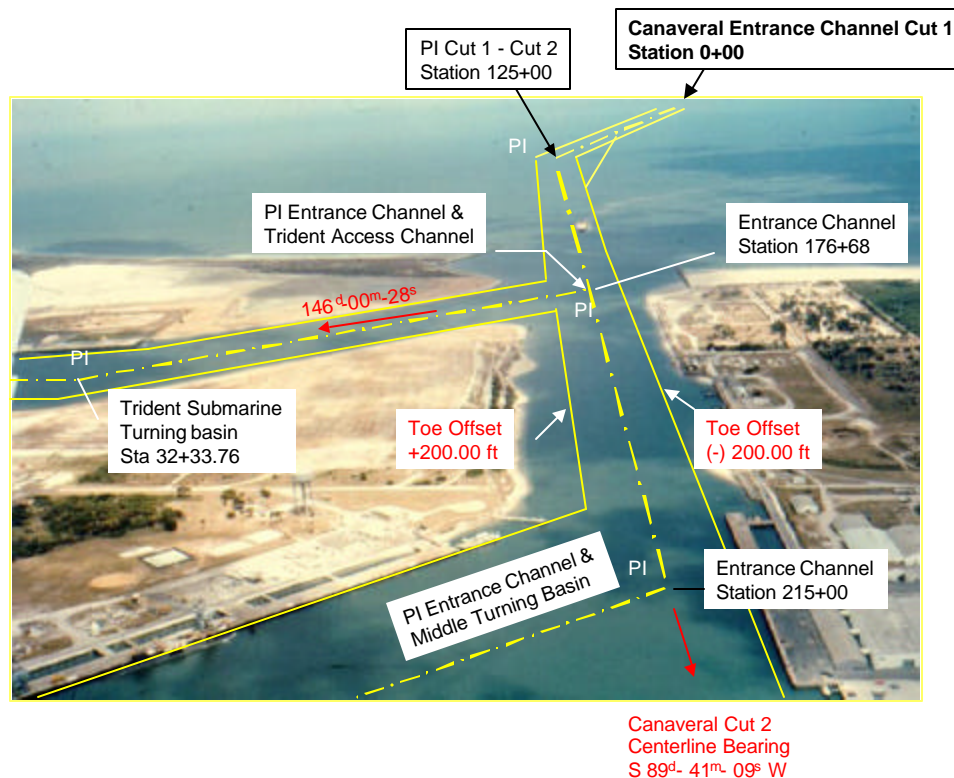 Canaveral Entrance Channel Cut 1
Station 0+00
PI Cut 1 - Cut 2
Station 125+00
PI
PI Entrance Channel &
Trident Access Channel
Entrance Channel
Station 176+68
146ᵈ-00ᵐ-28ˢ
PI
PI
Trident Submarine
Turning basin
Sta 32+33.76
Toe Offset
+200.00 ft
Toe Offset
(-) 200.00 ft
PI
Entrance Channel
Station 215+00
PI Entrance Channel &
Middle Turning Basin
Canaveral Cut 2
Centerline Bearing
S 89ᵈ- 41ᵐ- 09ˢ W